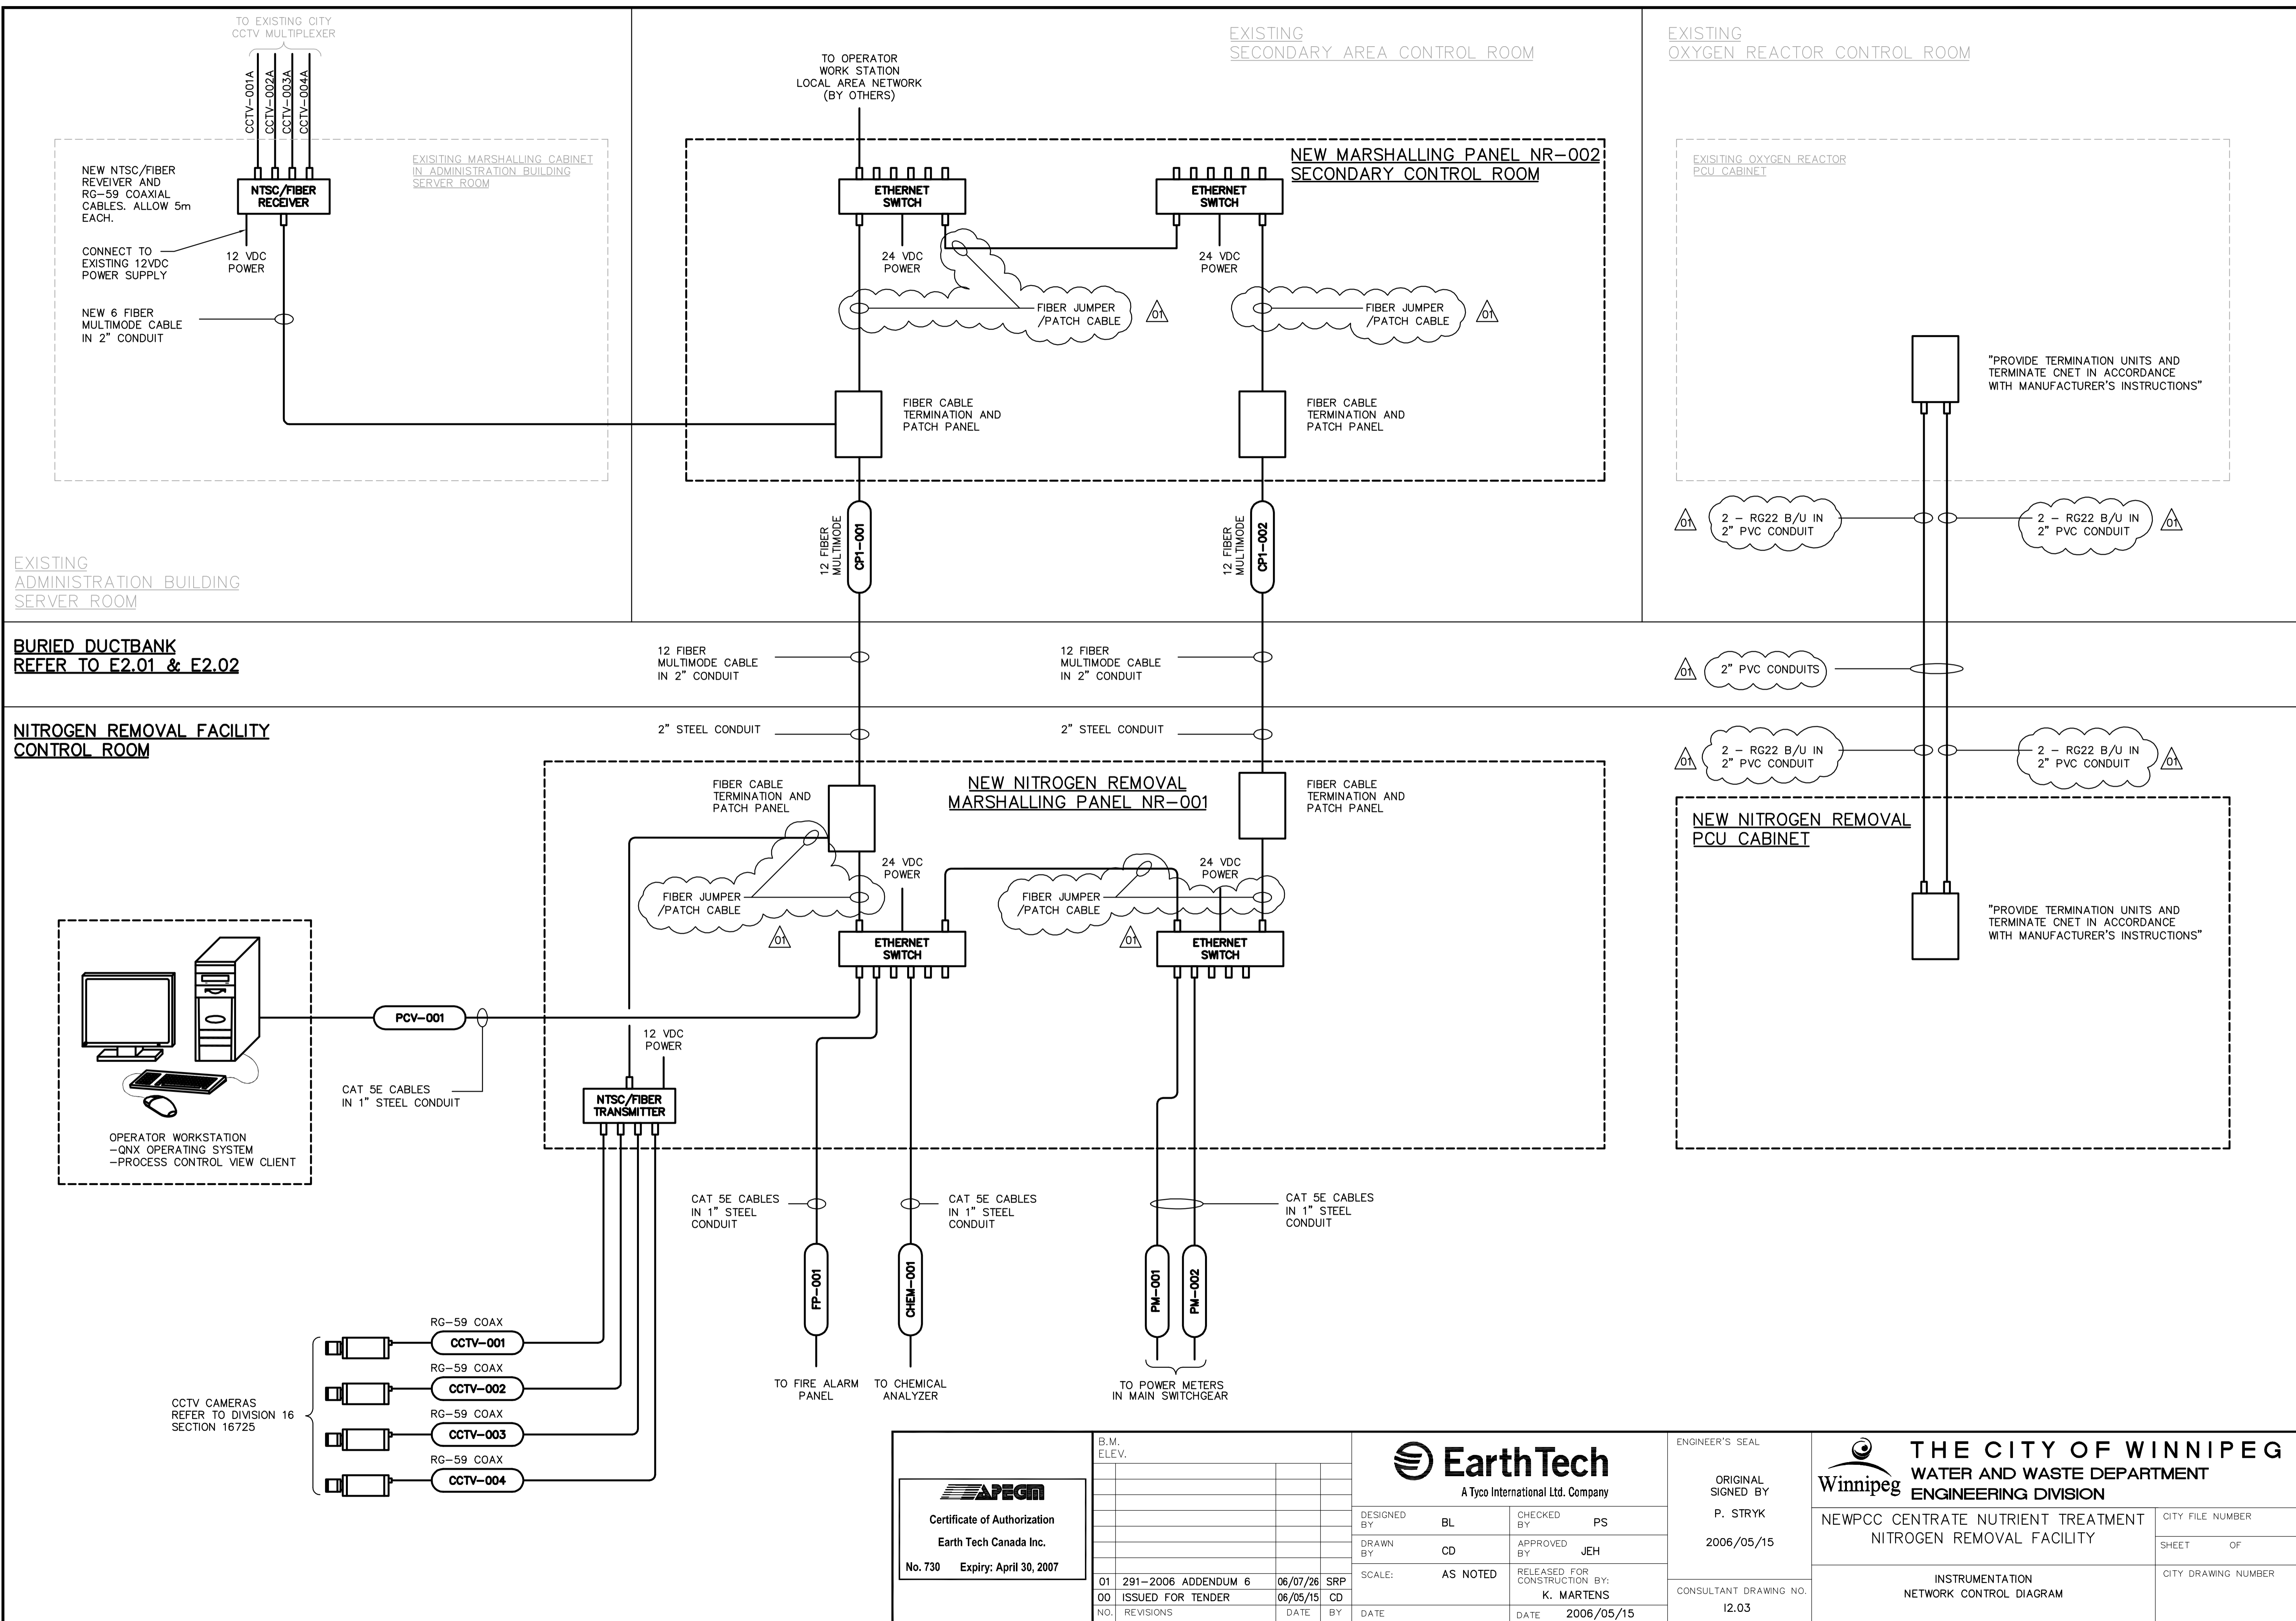 TO EXISTING CITY
CCTV MULTIPLEXER
CCTV-001A
CCTV-002A
CCTV-003A
CCTV-004A
NEW NTSC/FIBER
REVEIVER AND
RG-59 COAXIAL
CABLES. ALLOW 5m
EACH.
NTSC/FIBER
RECEIVER
EXISITING MARSHALLING CABINET
IN ADMINISTRATION BUILDING
SERVER ROOM
CONNECT TO
EXISTING 12VDC
POWER SUPPLY
12 VDC
POWER
NEW 6 FIBER
MULTIMODE CABLE
IN 2" CONDUIT
EXISTING
ADMINISTRATION BUILDING
SERVER ROOM
EXISTING
SECONDARY AREA CONTROL ROOM
TO OPERATOR
WORK STATION
LOCAL AREA NETWORK
(BY OTHERS)
NEW MARSHALLING PANEL NR-002
SECONDARY CONTROL ROOM
ETHERNET
SWITCH
ETHERNET
SWITCH
24 VDC
POWER
24 VDC
POWER
FIBER JUMPER
/PATCH CABLE
01
FIBER JUMPER
/PATCH CABLE
01
FIBER CABLE
TERMINATION AND
PATCH PANEL
FIBER CABLE
TERMINATION AND
PATCH PANEL
12 FIBER
MULTIMODE
CP1-001
12 FIBER
MULTIMODE
CP1-002
EXISTING
OXYGEN REACTOR CONTROL ROOM
EXISITING OXYGEN REACTOR
PCU CABINET
"PROVIDE TERMINATION UNITS AND
TERMINATE CNET IN ACCORDANCE
WITH MANUFACTURER'S INSTRUCTIONS"
01
2 - RG22 B/U IN
2" PVC CONDUIT
2 - RG22 B/U IN
2" PVC CONDUIT
01
BURIED DUCTBANK
REFER TO E2.01 & E2.02
12 FIBER
MULTIMODE CABLE
IN 2" CONDUIT
12 FIBER
MULTIMODE CABLE
IN 2" CONDUIT
01
2" PVC CONDUITS
NITROGEN REMOVAL FACILITY
CONTROL ROOM
2" STEEL CONDUIT
2" STEEL CONDUIT
01
2 - RG22 B/U IN
2" PVC CONDUIT
2 - RG22 B/U IN
2" PVC CONDUIT
01
FIBER CABLE
TERMINATION AND
PATCH PANEL
NEW NITROGEN REMOVAL
MARSHALLING PANEL NR-001
FIBER CABLE
TERMINATION AND
PATCH PANEL
NEW NITROGEN REMOVAL
PCU CABINET
24 VDC
POWER
24 VDC
POWER
FIBER JUMPER
/PATCH CABLE
01
FIBER JUMPER
/PATCH CABLE
01
ETHERNET
SWITCH
ETHERNET
SWITCH
"PROVIDE TERMINATION UNITS AND
TERMINATE CNET IN ACCORDANCE
WITH MANUFACTURER'S INSTRUCTIONS"
PCV-001
12 VDC
POWER
CAT 5E CABLES
IN 1" STEEL CONDUIT
NTSC/FIBER
TRANSMITTER
OPERATOR WORKSTATION
-QNX OPERATING SYSTEM
-PROCESS CONTROL VIEW CLIENT
CAT 5E CABLES
IN 1" STEEL
CONDUIT
CAT 5E CABLES
IN 1" STEEL
CONDUIT
CAT 5E CABLES
IN 1" STEEL
CONDUIT
FP-001
CHEM-001
PM-001
PM-002
TO FIRE ALARM
PANEL
TO CHEMICAL
ANALYZER
TO POWER METERS
IN MAIN SWITCHGEAR
RG-59 COAX
CCTV-001
RG-59 COAX
CCTV-002
RG-59 COAX
CCTV-003
RG-59 COAX
CCTV-004
CCTV CAMERAS
REFER TO DIVISION 16
SECTION 16725
APEGM
Certificate of Authorization
Earth Tech Canada Inc.
No. 730 Expiry: April 30, 2007
B.M.
ELEV.
01 291-2006 ADDENDUM 6 06/07/26 SRP
00 ISSUED FOR TENDER 06/05/15 CD
NO. REVISIONS DATE BY
EarthTech
A Tyco International Ltd. Company
DESIGNED BY BL
CHECKED BY PS
DRAWN BY CD
APPROVED BY JEH
SCALE: AS NOTED
RELEASED FOR
CONSTRUCTION BY:
K. MARTENS
DATE
DATE 2006/05/15
ENGINEER'S SEAL
ORIGINAL
SIGNED BY
P. STRYK
2006/05/15
CONSULTANT DRAWING NO.
I2.03
Winnipeg
THE CITY OF WINNIPEG
WATER AND WASTE DEPARTMENT
ENGINEERING DIVISION
NEWPCC CENTRATE NUTRIENT TREATMENT
NITROGEN REMOVAL FACILITY
CITY FILE NUMBER
SHEET OF
INSTRUMENTATION
NETWORK CONTROL DIAGRAM
CITY DRAWING NUMBER